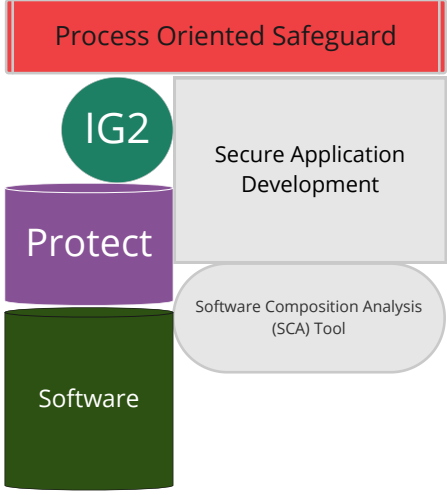 Process Oriented Safeguard
IG2
Secure Application
Development
Protect
Software Composition Analysis
(SCA) Tool
Software